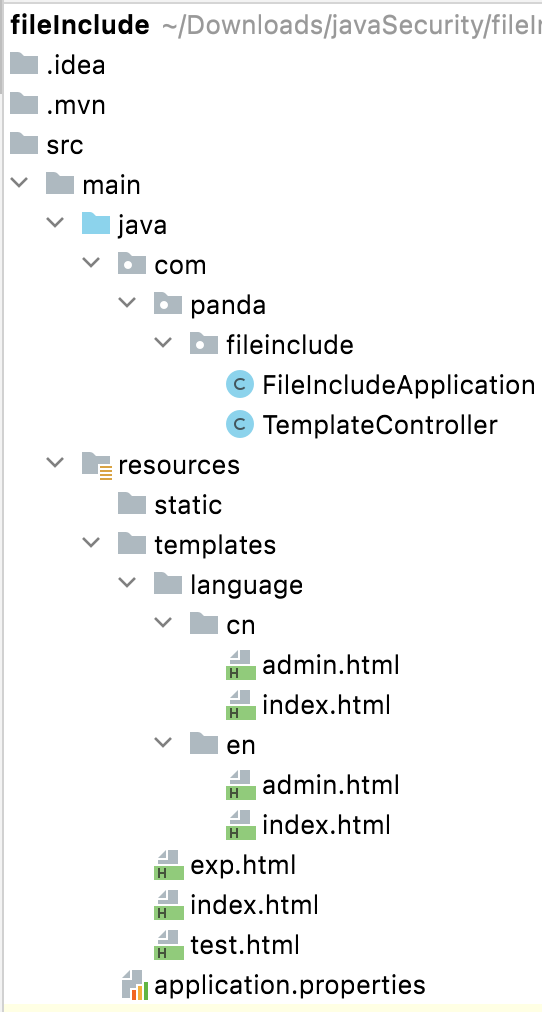 fileInclude ~/Downloads/javaSecurity/fileIn
.idea
.mvn
src
main
java
com
panda
fileinclude
C FileIncludeApplication
C TemplateController
resources
static
templates
language
cn
H admin.html
H index.html
en
H admin.html
H index.html
H exp.html
H index.html
H test.html
application.properties